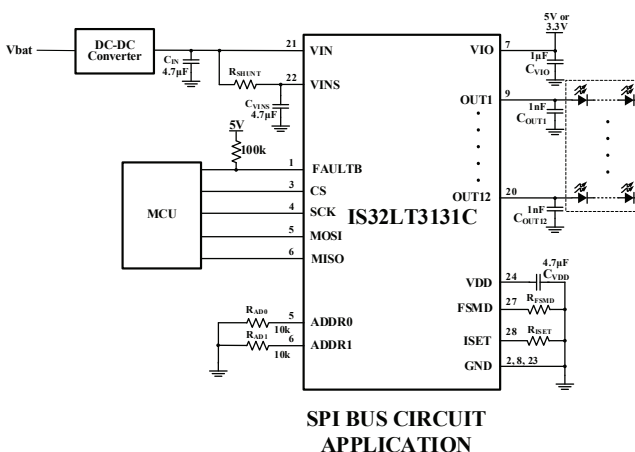 5V or
3.3V
Vbat
DC-DC
Converter
21
VIN
VIO
7
CIN
4.7µF
1µF
CVIO
RSHUNT
22
VINS
CVINS
4.7µF
OUT1
9
1nF
COUT1
5V
100k
1
FAULTB
3
CS
MCU
4
SCK
5
MOSI
6
MISO
IS32LT3131C
OUT12
20
1nF
COUT12
4.7µF
VDD
24
CVDD
FSMD
27
RFSMD
RAD0
10k
5
ADDR0
RAD1
10k
6
ADDR1
ISET
28
RISET
GND
2, 8, 23
SPI BUS CIRCUIT
APPLICATION